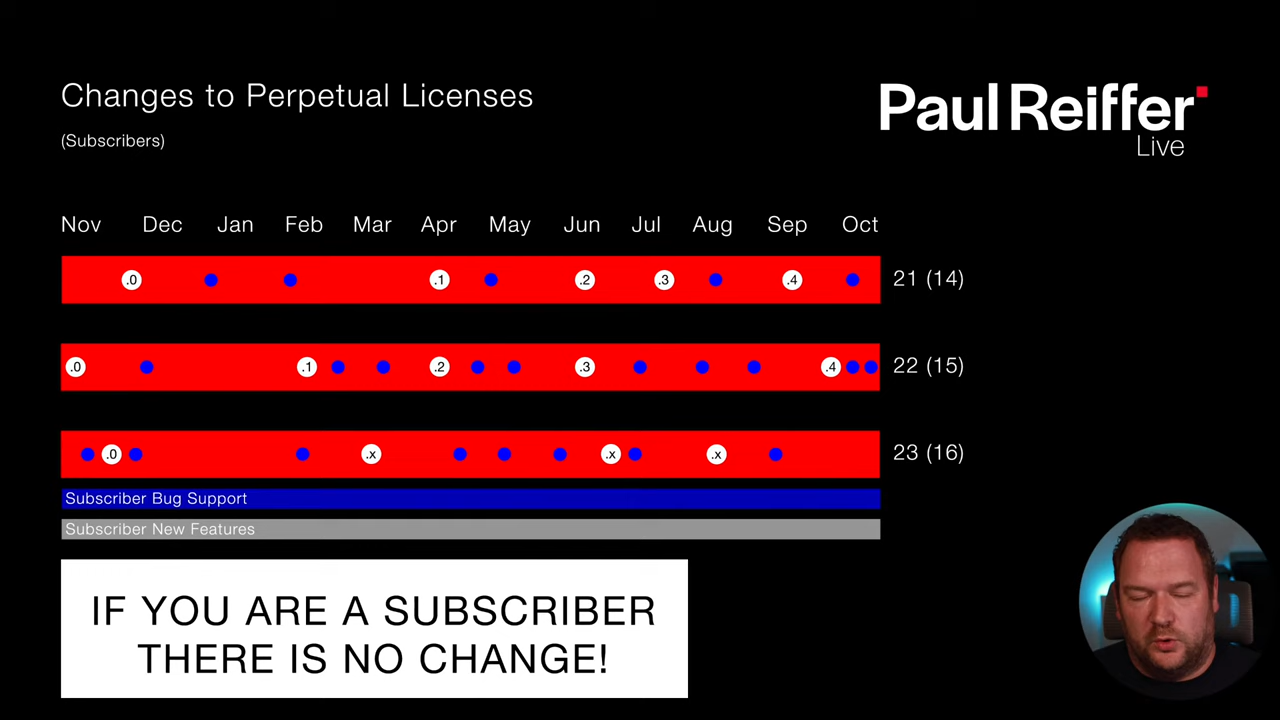 Changes to Perpetual Licenses
(Subscribers)
Paul Reiffer
Live
Nov Dec Jan Feb Mar Apr May Jun Jul Aug Sep Oct
.0 .1 .2 .3 .4 21 (14)
.0 .1 .2 .3 .4 22 (15)
.0 .x .x .x 23 (16)
Subscriber Bug Support
Subscriber New Features
IF YOU ARE A SUBSCRIBER
THERE IS NO CHANGE!